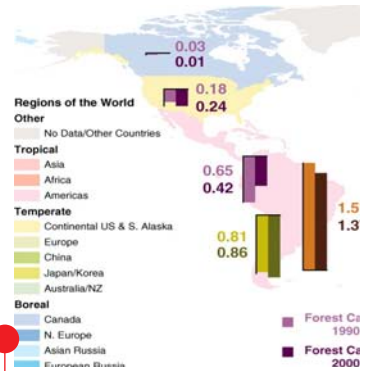 0.03
0.01
0.18
0.24
Regions of the World
Other
No Data/Other Countries
Tropical
Asia
Africa
Americas
0.65
0.42
Temperate
Continental US & S. Alaska
Europe
China
Japan/Korea
Australia/NZ
1.5
1.3
0.81
0.86
Boreal
Canada
N. Europe
Asian Russia
European Russia
Forest Ca
1990
Forest Ca
2000